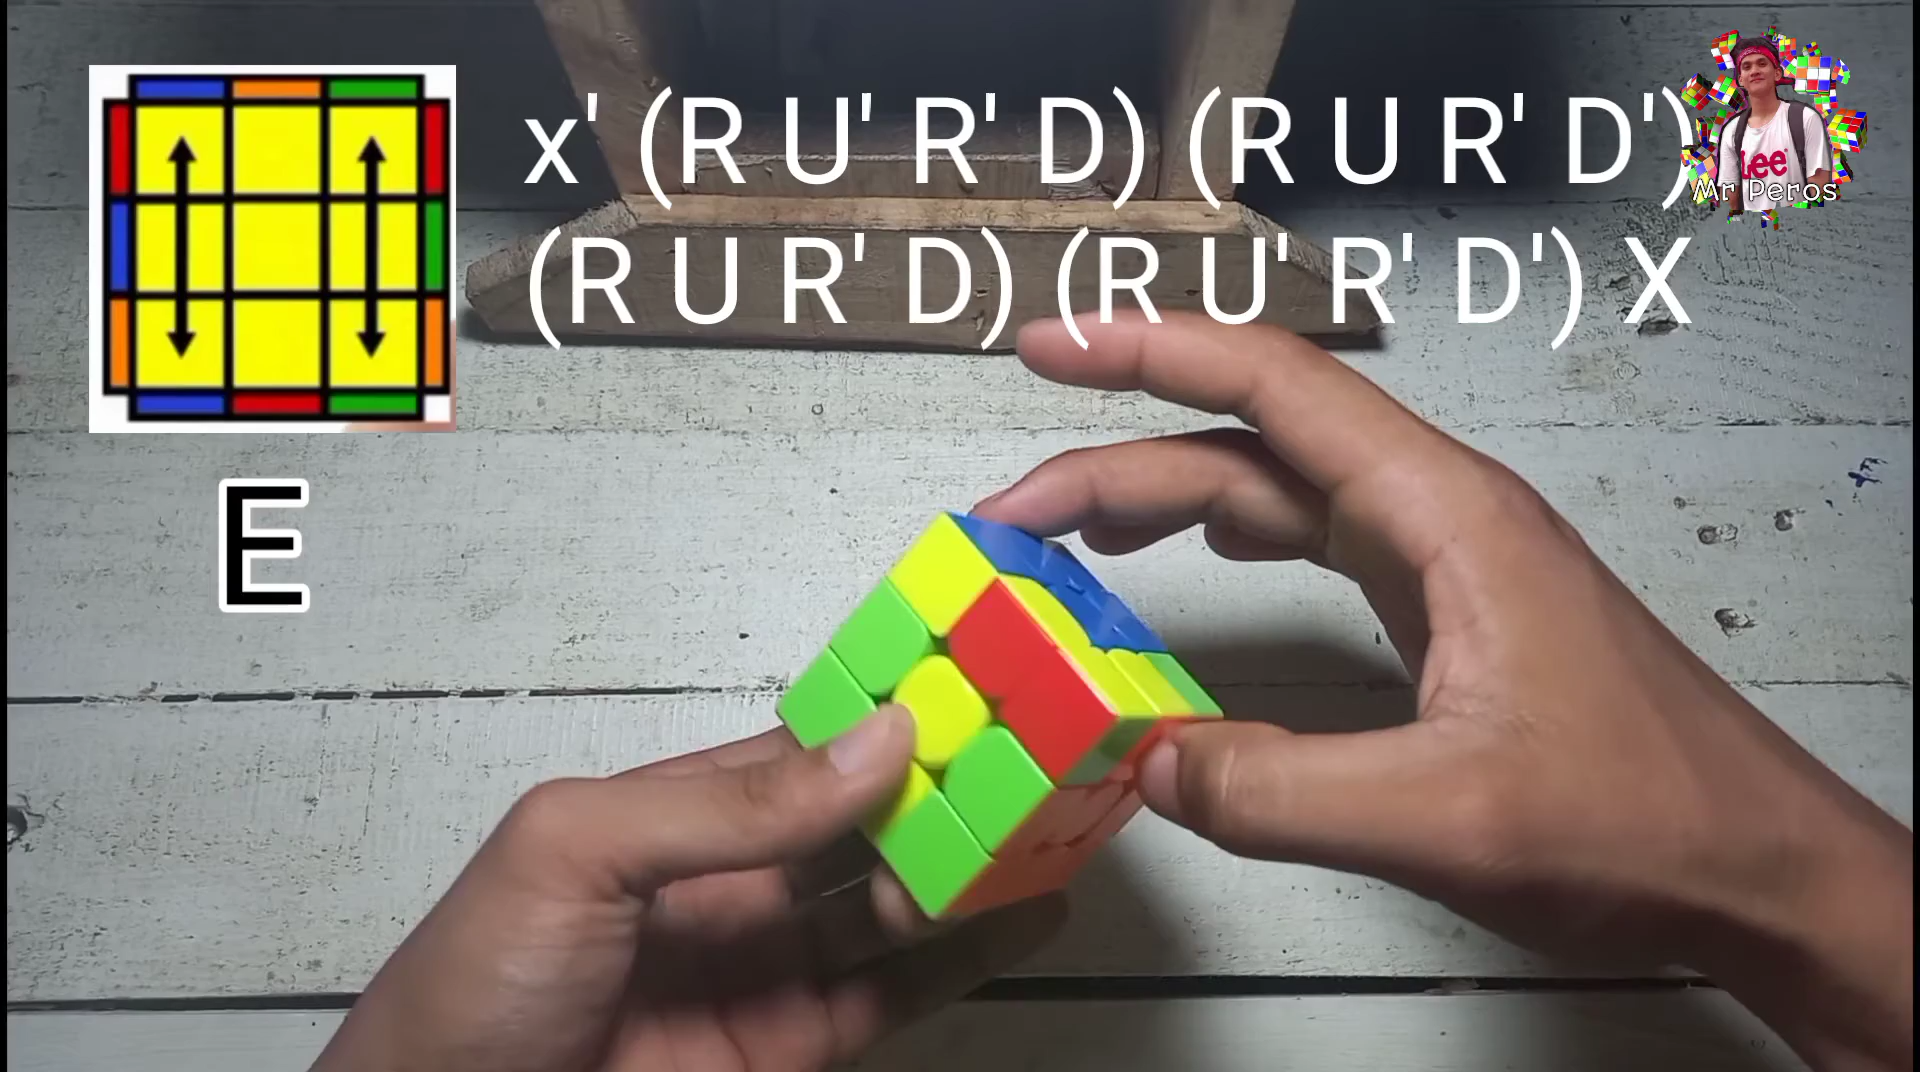 x' (R U' R' D) (R U R' D')
(R U R' D) (R U' R' D') X
Lee
Mr Peros
E